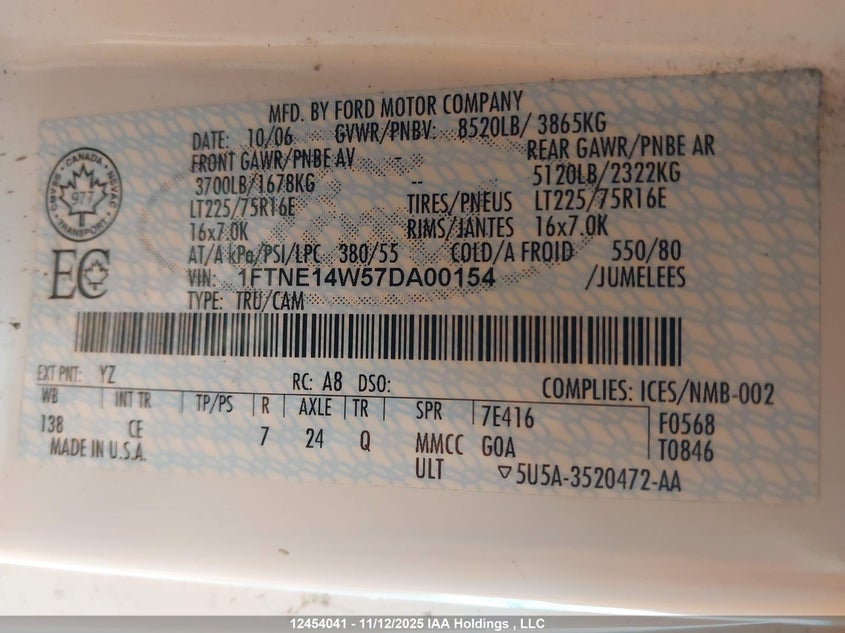 MFD. BY FORD MOTOR COMPANY
DATE: 10/06 GVWR/PNBV: 8520LB/ 3865KG
FRONT GAWR/PNBE AV - REAR GAWR/PNBE AR
3700LB/1678KG -- 5120LB/2322KG
LT225/75R16E TIRES/PNEUS LT225/75R16E
16x7.0K RIMS/JANTES 16x7.0K
AT/A kPa/PSI/LPC 380/55 COLD/A FROID 550/80
VIN: 1FTNE14W57DA00154 /JUMELEES
TYPE: TRU/CAM
CANADA
977
TRANSPORT
EC
EXT PNT: YZ RC: A8 DSO: COMPLIES: ICES/NMB-002
WB INT TR TP/PS R AXLE TR SPR 7E416 F0568
138 CE 7 24 Q MMCC GOA T0846
MADE IN U.S.A. ULT ▽5U5A-3520472-AA
12454041 - 11/12/2025 IAA Holdings , LLC